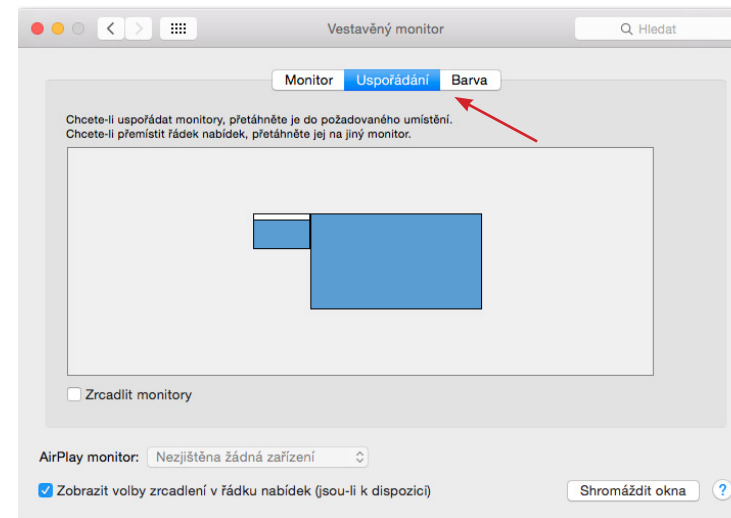 Vestavěný monitor
Hledat
Monitor Uspořádání Barva
Chcete-li uspořádat monitory, přetáhněte je do požadovaného umístění.
Chcete-li přemístit řádek nabídek, přetáhněte jej na jiný monitor.
Zrcadlit monitory
AirPlay monitor: Nezjištěna žádná zařízení
Zobrazit volby zrcadlení v řádku nabídek (jsou-li k dispozici)
Shromáždit okna ?